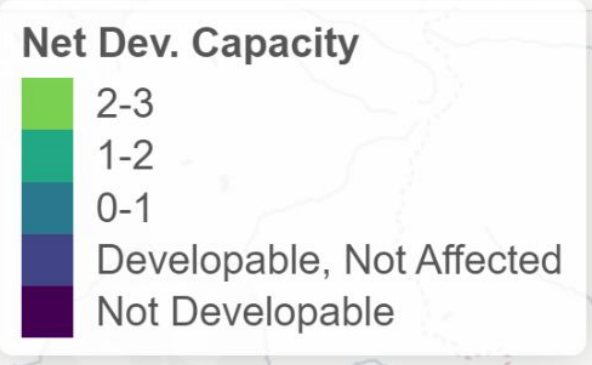 Net Dev. Capacity
2-3
1-2
0-1
Developable, Not Affected
Not Developable